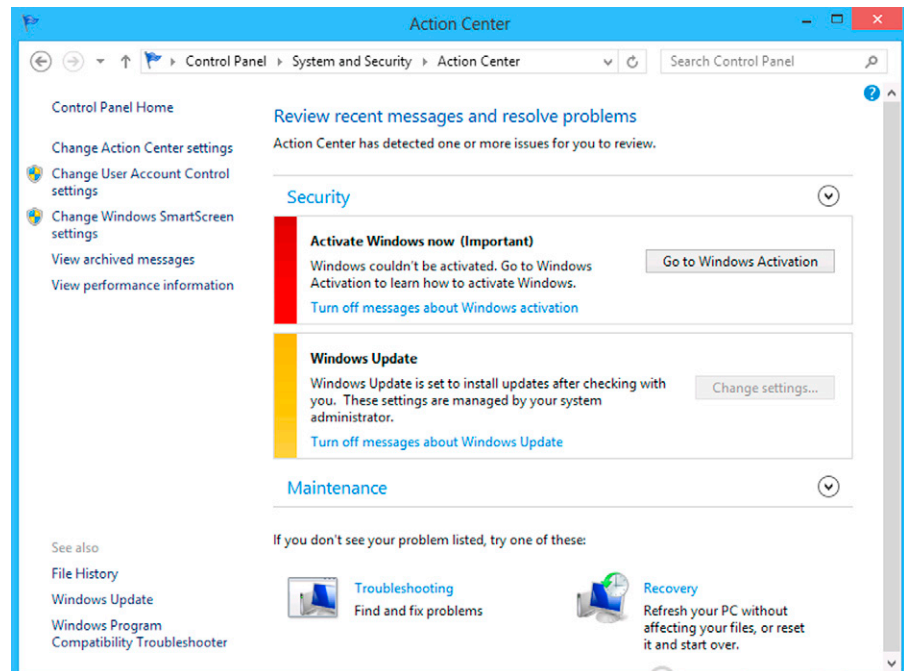 Action Center
Control Panel System and Security Action Center
Search Control Panel
Control Panel Home
Change Action Center settings
Change User Account Control
settings
Change Windows SmartScreen
settings
View archived messages
View performance information
See also
File History
Windows Update
Windows Program
Compatibility Troubleshooter
Review recent messages and resolve problems
Action Center has detected one or more issues for you to review.
Security
Activate Windows now (Important)
Windows couldn't be activated. Go to Windows
Activation to learn how to activate Windows.
Go to Windows Activation
Turn off messages about Windows activation
Windows Update
Windows Update is set to install updates after checking with
you. These settings are managed by your system
administrator.
Change settings...
Turn off messages about Windows Update
Maintenance
If you don't see your problem listed, try one of these:
Troubleshooting
Find and fix problems
Recovery
Refresh your PC without
affecting your files, or reset
it and start over.